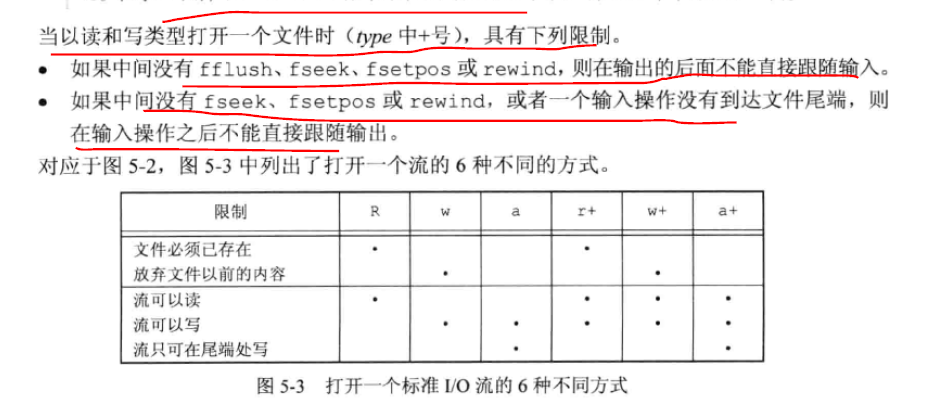 当以读和写类型打开一个文件时（type 中+号），具有下列限制。
• 如果中间没有 fflush、fseek、fsetpos 或 rewind，则在输出的后面不能直接跟随输入。
• 如果中间没有 fseek、fsetpos 或 rewind，或者一个输入操作没有到达文件尾端，则
在输入操作之后不能直接跟随输出。
对应于图 5-2，图 5-3 中列出了打开一个流的 6 种不同的方式。
限制 R w a r+ w+ a+
文件必须已存在 • •
放弃文件以前的内容 • •
流可以读 • • • •
流可以写 • • • • •
流只可在尾端处写 • •
图 5-3 打开一个标准 I/O 流的 6 种不同方式